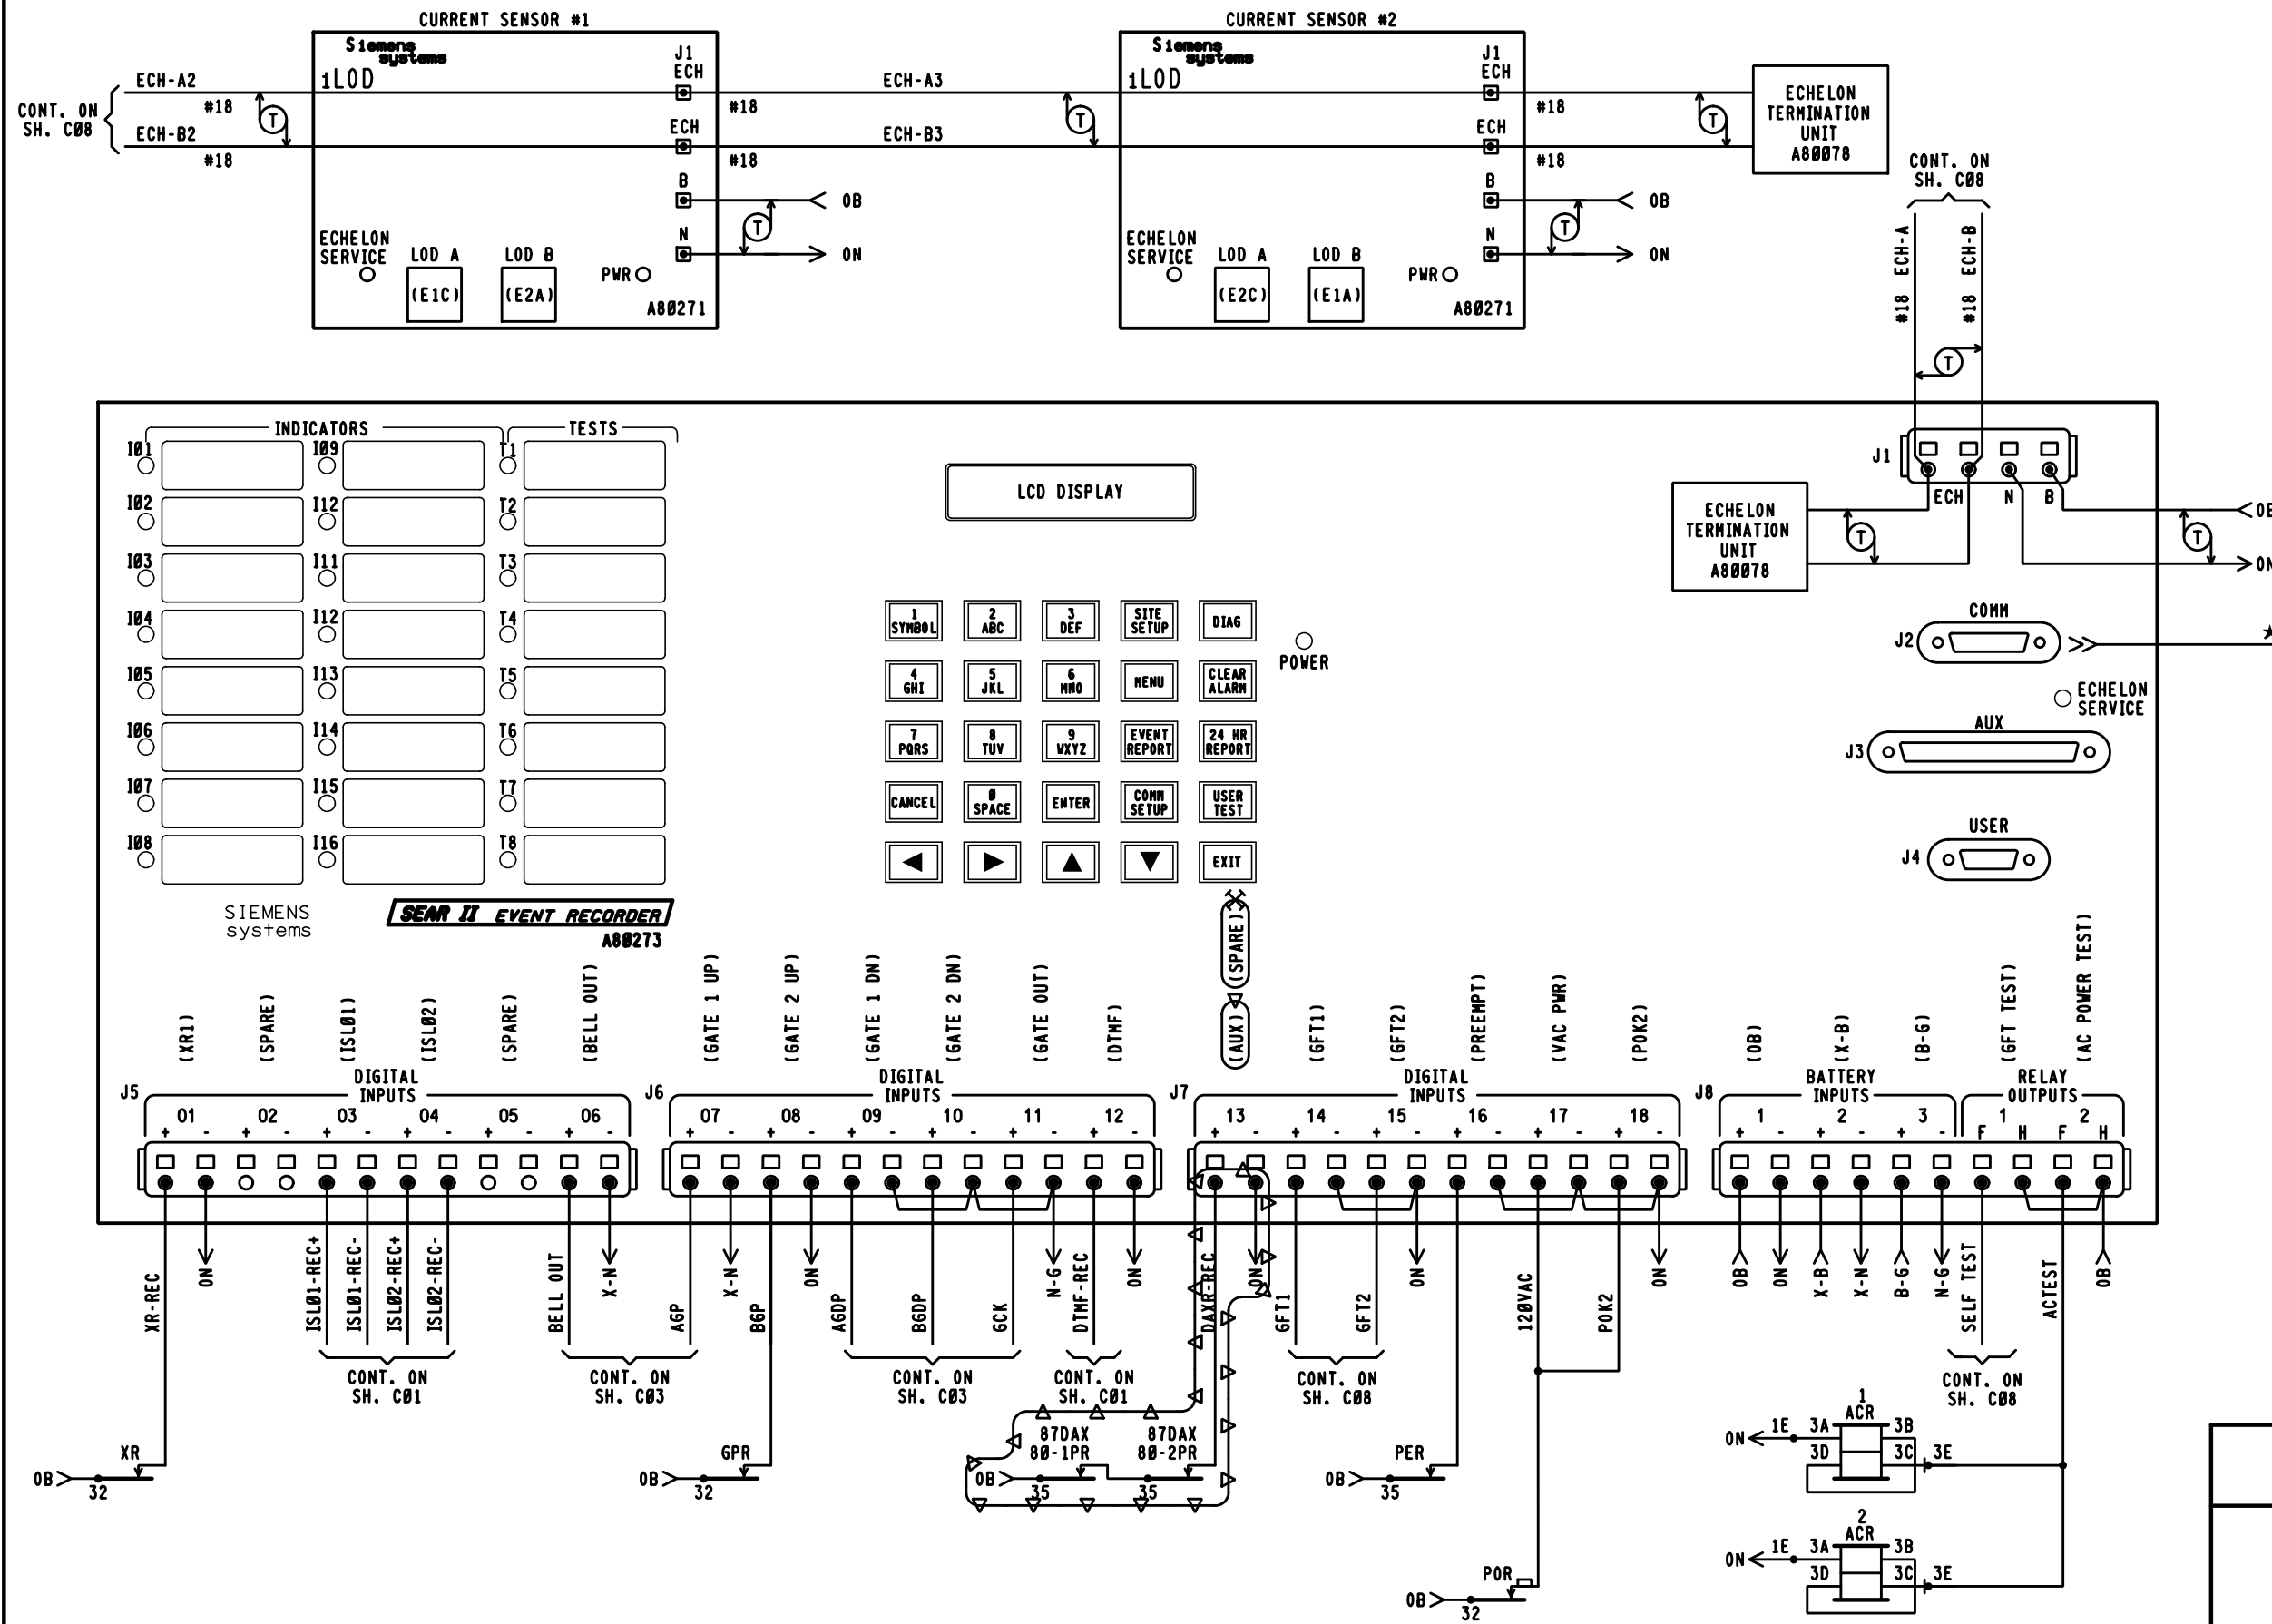 CURRENT SENSOR #1
CURRENT SENSOR #2
Siemens
systems
iLOD
J1
ECH
ECH
B
N
ECHELON
SERVICE
LOD A
(E1C)
LOD B
(E2A)
PWR
A80271
CONT. ON
SH. C08
ECH-A2
#18
ECH-B2
#18
#18
#18
ECH-A3
ECH-B3
T
T
T
OB
ON
Siemens
systems
iLOD
J1
ECH
ECH
B
N
ECHELON
SERVICE
LOD A
(E2C)
LOD B
(E1A)
PWR
A80271
#18
#18
T
T
OB
ON
ECHELON
TERMINATION
UNIT
A80078
CONT. ON
SH. C08
#18 ECH-A
#18 ECH-B
T
INDICATORS
TESTS
I01 I09 T1
I02 I12 T2
I03 I11 T3
I04 I12 T4
I05 I13 T5
I06 I14 T6
I07 I15 T7
I08 I16 T8
SIEMENS
systems
SEAR II EVENT RECORDER
A80273
LCD DISPLAY
1
SYMBOL
2
ABC
3
DEF
SITE
SETUP
DIAG
4
GHI
5
JKL
6
MNO
MENU
CLEAR
ALARM
7
PQRS
8
TUV
9
WXYZ
EVENT
REPORT
24 HR
REPORT
CANCEL
0
SPACE
ENTER
COMM
SETUP
USER
TEST
EXIT
POWER
J1
ECH N B
ECHELON
TERMINATION
UNIT
A80078
T
T
OB
ON
COMM
J2
ECHELON
SERVICE
AUX
J3
USER
J4
(XR1)
(SPARE)
(ISL01)
(ISL02)
(SPARE)
(BELL OUT)
(GATE 1 UP)
(GATE 2 UP)
(GATE 1 DN)
(GATE 2 DN)
(GATE OUT)
(DTMF)
(SPARE)
(AUX)
(GFT1)
(GFT2)
(PREEMPT)
(VAC PWR)
(POK2)
(OB)
(X-B)
(B-G)
(GFT TEST)
(AC POWER TEST)
J5
DIGITAL
INPUTS
01 02 03 04 05 06
+ - + - + - + - + - + -
J6
DIGITAL
INPUTS
07 08 09 10 11 12
+ - + - + - + - + - + -
J7
DIGITAL
INPUTS
13 14 15 16 17 18
+ - + - + - + - + - + -
J8
BATTERY
INPUTS
1 2 3
+ - + - + -
RELAY
OUTPUTS
1 2
F H F H
XR-REC
ON
ISL01-REC+
ISL01-REC-
ISL02-REC+
ISL02-REC-
BELL OUT
X-N
AGP
X-N
BGP
ON
AGDP
BGDP
GCK
N-G
DTMF-REC
ON
DAXR-REC
ON
GFT1
GFT2
ON
120VAC
POK2
ON
OB
ON
X-B
X-N
B-G
N-G
SELF TEST
ACTEST
OB
CONT. ON
SH. C01
CONT. ON
SH. C03
CONT. ON
SH. C03
CONT. ON
SH. C01
CONT. ON
SH. C08
CONT. ON
SH. C08
XR
OB
32
GPR
OB
32
87DAX
80-1PR
87DAX
80-2PR
OB
35
35
PER
OB
35
POR
OB
32
1
ACR
ON 1E 3A 3B
3D 3C 3E
2
ACR
ON 1E 3A 3B
3D 3C 3E